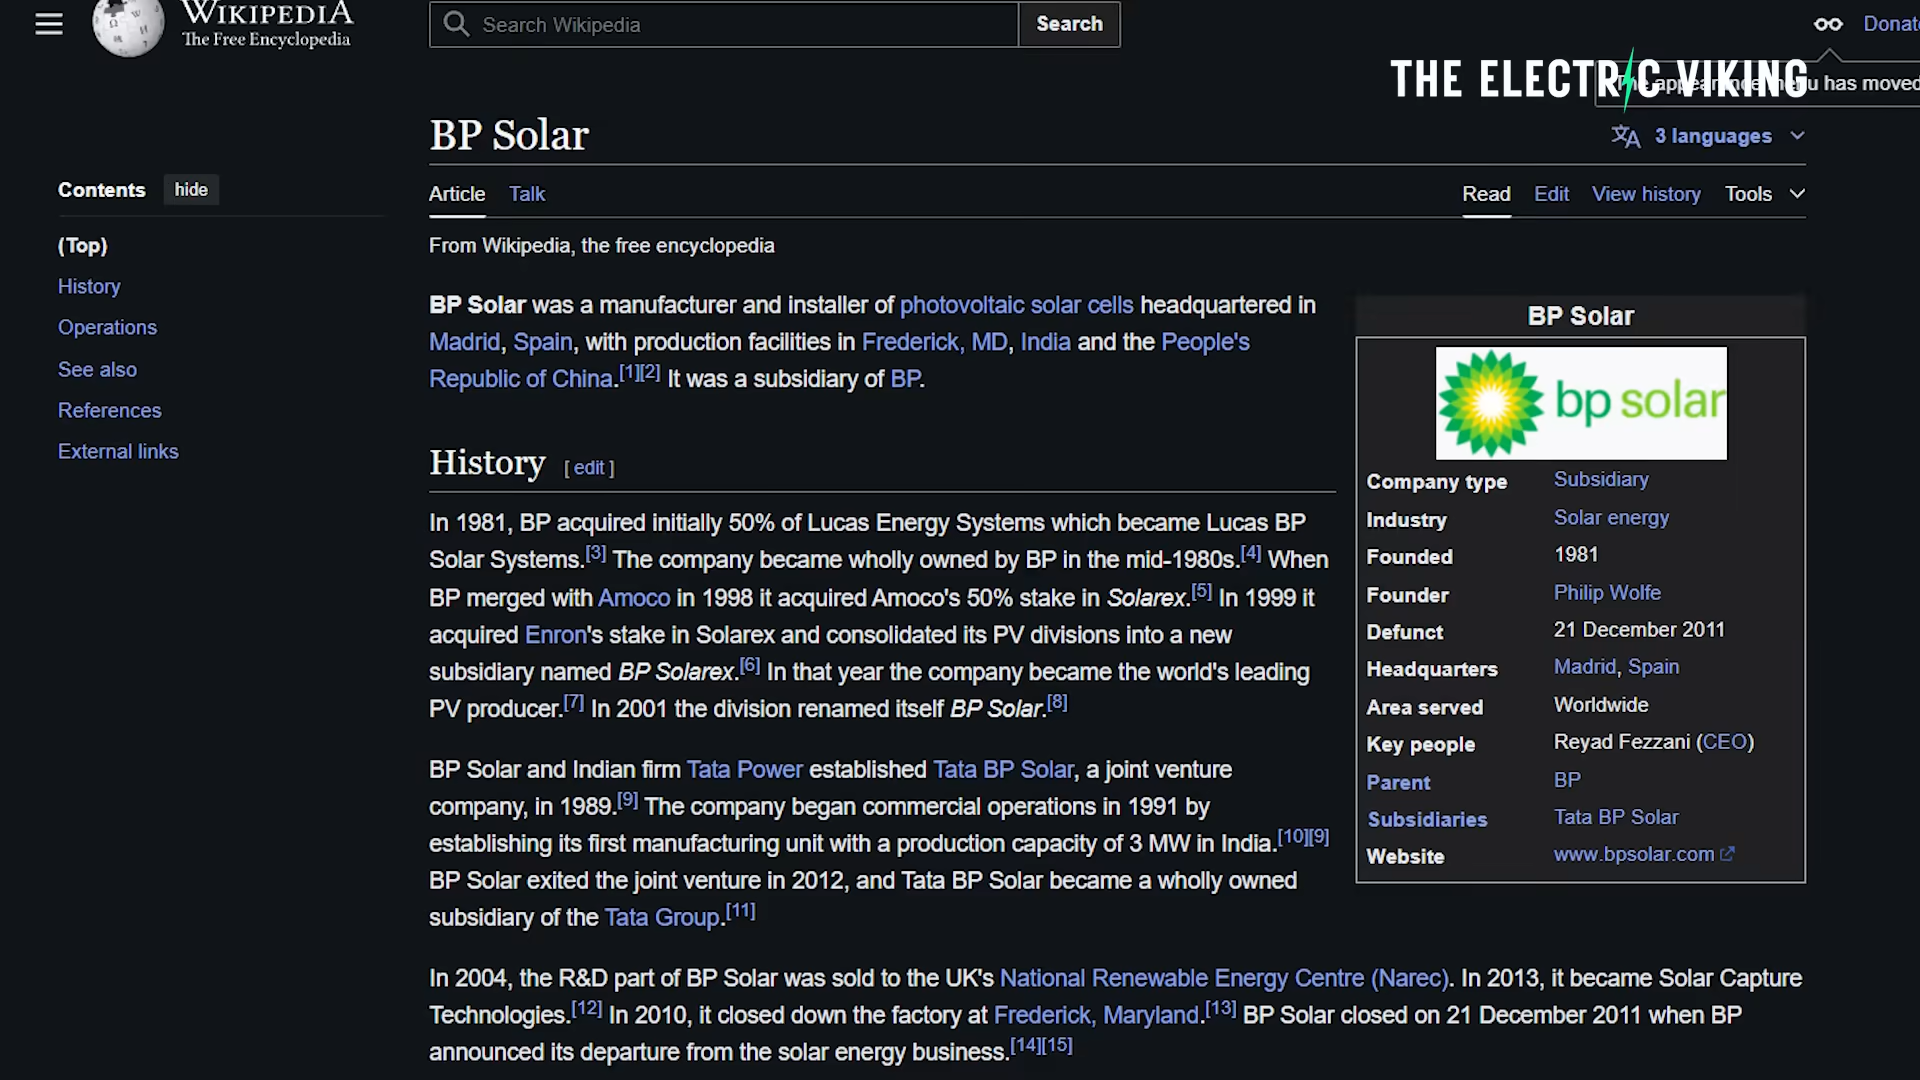 WIKIPEDIA
The Free Encyclopedia
Search Wikipedia
Search
Donate
THE ELECTRIC VIKING
The appearance menu has moved
BP Solar
3 languages
Contents hide
Article Talk
Read Edit View history Tools
(Top)
History
Operations
See also
References
External links
From Wikipedia, the free encyclopedia
BP Solar was a manufacturer and installer of photovoltaic solar cells headquartered in
Madrid, Spain, with production facilities in Frederick, MD, India and the People's
Republic of China.[1][2] It was a subsidiary of BP.
History [ edit ]
In 1981, BP acquired initially 50% of Lucas Energy Systems which became Lucas BP
Solar Systems.[3] The company became wholly owned by BP in the mid-1980s.[4] When
BP merged with Amoco in 1998 it acquired Amoco's 50% stake in Solarex.[5] In 1999 it
acquired Enron's stake in Solarex and consolidated its PV divisions into a new
subsidiary named BP Solarex.[6] In that year the company became the world's leading
PV producer.[7] In 2001 the division renamed itself BP Solar.[8]
BP Solar and Indian firm Tata Power established Tata BP Solar, a joint venture
company, in 1989.[9] The company began commercial operations in 1991 by
establishing its first manufacturing unit with a production capacity of 3 MW in India.[10][9]
BP Solar exited the joint venture in 2012, and Tata BP Solar became a wholly owned
subsidiary of the Tata Group.[11]
In 2004, the R&D part of BP Solar was sold to the UK's National Renewable Energy Centre (Narec). In 2013, it became Solar Capture
Technologies.[12] In 2010, it closed down the factory at Frederick, Maryland.[13] BP Solar closed on 21 December 2011 when BP
announced its departure from the solar energy business.[14][15]
BP Solar
bp solar
Company type Subsidiary
Industry Solar energy
Founded 1981
Founder Philip Wolfe
Defunct 21 December 2011
Headquarters Madrid, Spain
Area served Worldwide
Key people Reyad Fezzani (CEO)
Parent BP
Subsidiaries Tata BP Solar
Website www.bpsolar.com